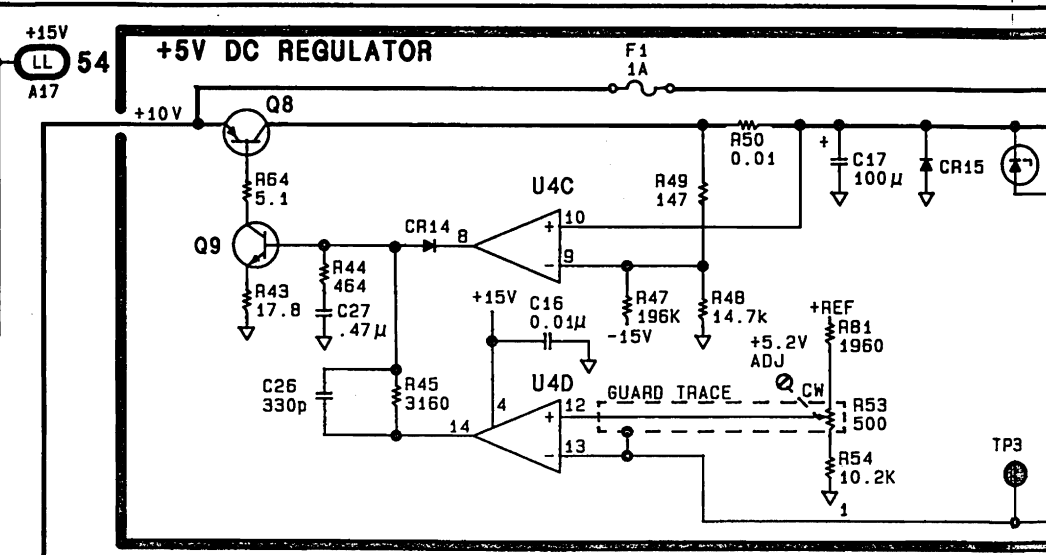 +15V
LL 54
A17
+5V DC REGULATOR
F1
1A
+10V
Q8
R50
0.01
+
C17
100μ
CR15
R64
5.1
U4C
R49
147
Q9
CR14
8
+
10
-
9
R44
464
R43
17.8
C27
.47μ
+15V
C16
0.01μ
R47
196K
-15V
R48
14.7k
+REF
R81
1960
+5.2V
ADJ
C26
330p
R45
3160
U4D
4
14
+
12
-
13
GUARD TRACE
CW
R53
500
R54
10.2K
1
TP3